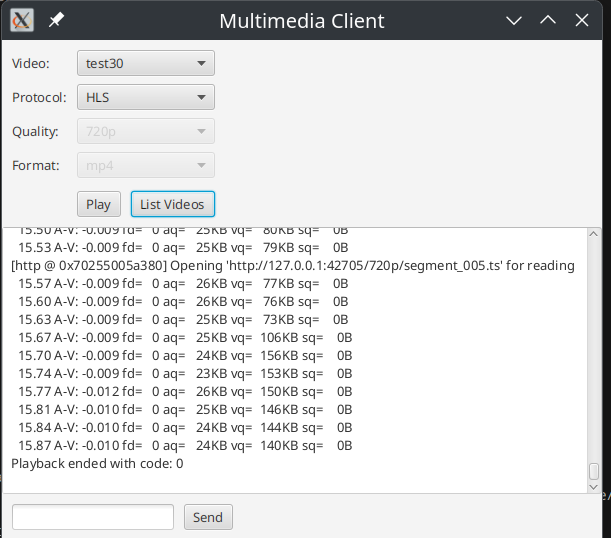 Multimedia Client
Video: test30
Protocol: HLS
Quality: 720p
Format: mp4
Play List Videos
15.50 A-V: -0.009 fd= 0 aq= 25KB vq= 80KB sq= 0B
15.53 A-V: -0.009 fd= 0 aq= 25KB vq= 79KB sq= 0B
[http @ 0x70255005a380] Opening 'http://127.0.0.1:42705/720p/segment_005.ts' for reading
15.57 A-V: -0.009 fd= 0 aq= 26KB vq= 77KB sq= 0B
15.60 A-V: -0.009 fd= 0 aq= 26KB vq= 76KB sq= 0B
15.63 A-V: -0.009 fd= 0 aq= 25KB vq= 73KB sq= 0B
15.67 A-V: -0.009 fd= 0 aq= 25KB vq= 106KB sq= 0B
15.70 A-V: -0.009 fd= 0 aq= 24KB vq= 156KB sq= 0B
15.74 A-V: -0.009 fd= 0 aq= 23KB vq= 153KB sq= 0B
15.77 A-V: -0.012 fd= 0 aq= 26KB vq= 150KB sq= 0B
15.81 A-V: -0.010 fd= 0 aq= 25KB vq= 146KB sq= 0B
15.84 A-V: -0.010 fd= 0 aq= 24KB vq= 144KB sq= 0B
15.87 A-V: -0.010 fd= 0 aq= 24KB vq= 140KB sq= 0B
Playback ended with code: 0
Send